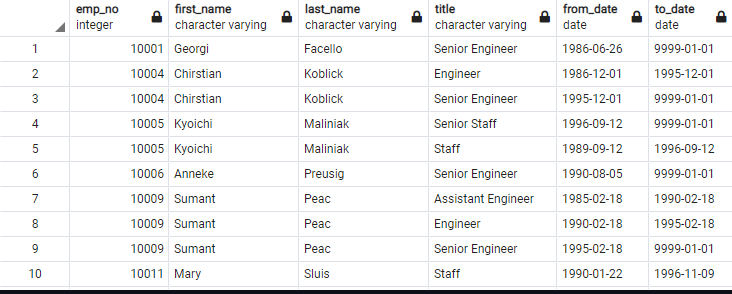 emp_no first_name last_name title from_date to_date
integer character varying character varying character varying date date
1 10001 Georgi Facello Senior Engineer 1986-06-26 9999-01-01
2 10004 Chirstian Koblick Engineer 1986-12-01 1995-12-01
3 10004 Chirstian Koblick Senior Engineer 1995-12-01 9999-01-01
4 10005 Kyoichi Maliniak Senior Staff 1996-09-12 9999-01-01
5 10005 Kyoichi Maliniak Staff 1989-09-12 1996-09-12
6 10006 Anneke Preusig Senior Engineer 1990-08-05 9999-01-01
7 10009 Sumant Peac Assistant Engineer 1985-02-18 1990-02-18
8 10009 Sumant Peac Engineer 1990-02-18 1995-02-18
9 10009 Sumant Peac Senior Engineer 1995-02-18 9999-01-01
10 10011 Mary Sluis Staff 1990-01-22 1996-11-09